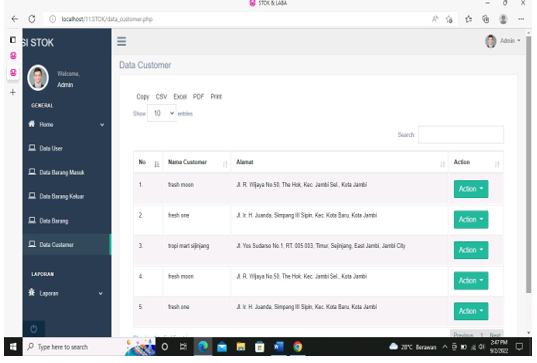 STOK & LABA
localhost/11.STOK/data_customer.php
SI STOK
Admin
Welcome,
Admin
Data Customer
GENERAL
Home
Data User
Data Barang Masuk
Data Barang Keluar
Data Barang
Data Custamer
LAPORAN
Laporan
Copy CSV Excel PDF Print
Show 10 entries
Search:
No Name Customer Alamat Action
1. fresh moon Jl. R. Wijaya No.50, The Hok, Kec. Jambi Sel., Kota Jambi Action
2. fresh one Jl. Ir. H. Juanda, Simpang III Sipin, Kec. Kota Baru, Kota Jambi Action
3. tropi mart sijinjang Jl. Yos Sudarso No.1, RT. 005 003, Timur, Sejinjang, East Jambi, Jambi City Action
4. fresh moon Jl. R. Wijaya No.50, The Hok, Kec. Jambi Sel., Kota Jambi Action
5. fresh one Jl. Ir. H. Juanda, Simpang III Sipin, Kec. Kota Baru, Kota Jambi Action
Previous 1 Next
Type here to search
28°C Berawan
3:47 PM
9/2/2022